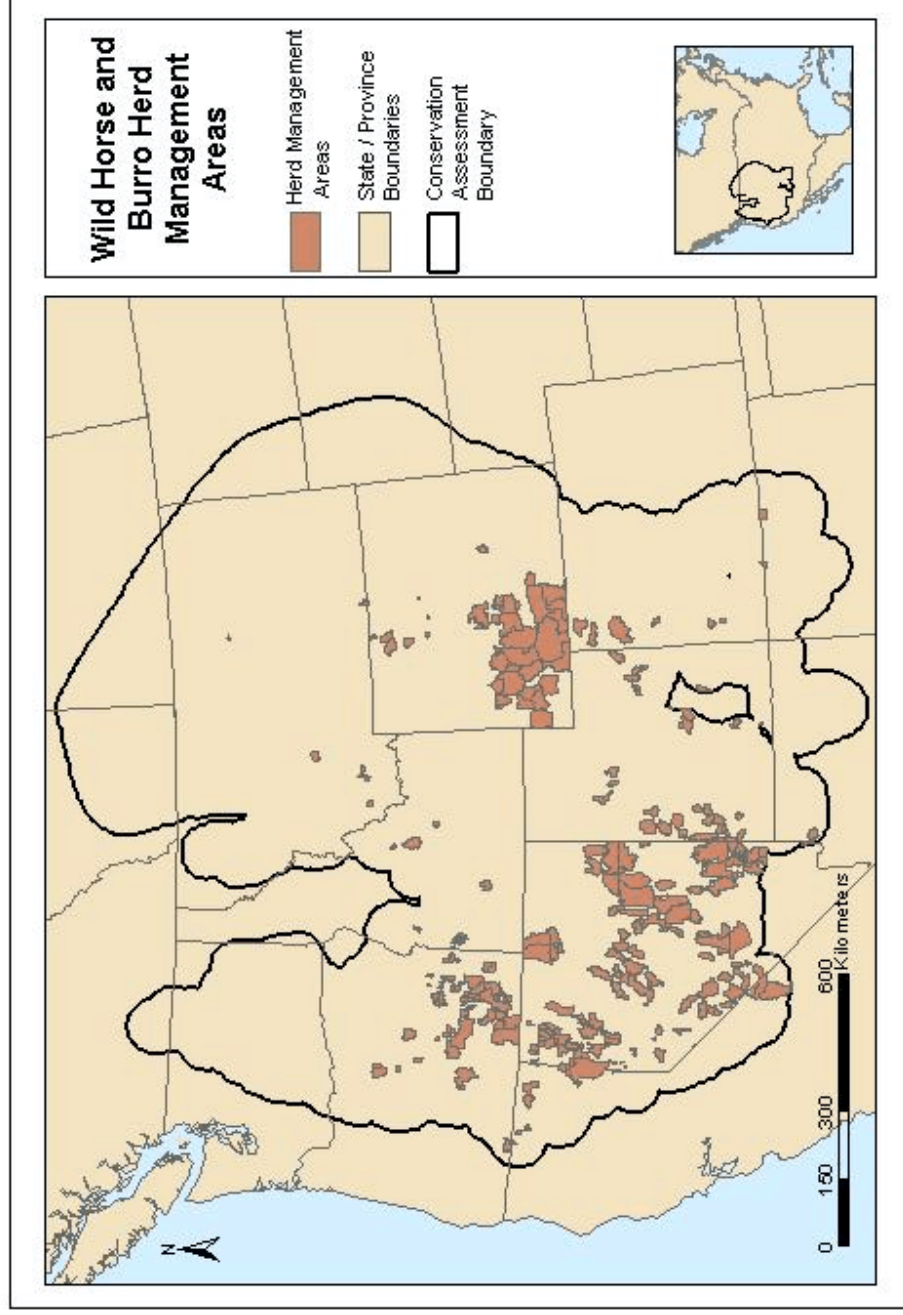 Wild Horse and
Burro Herd
Management
Areas
Herd Management
Areas
State / Province
Boundaries
Conservation
Assessment
Boundary
N
0 150 300 600
Kilometers